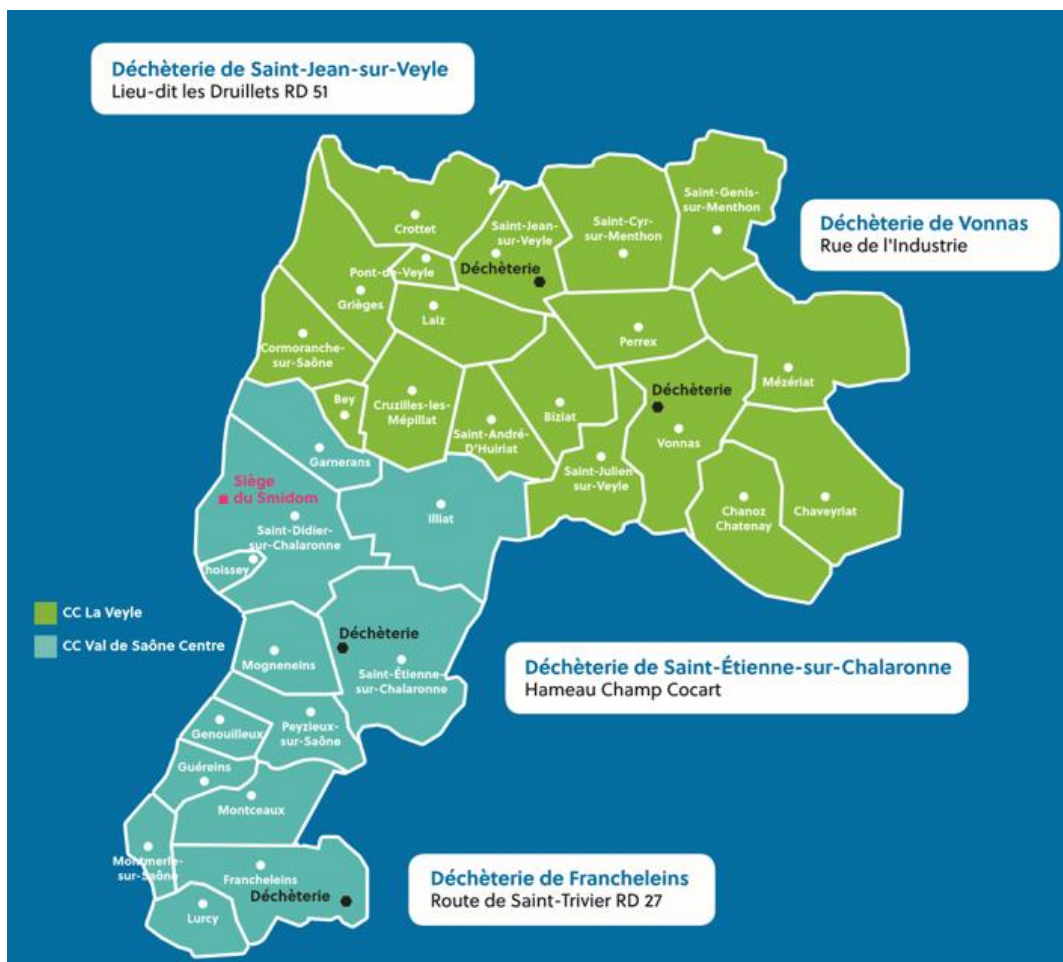 Déchèterie de Saint-Jean-sur-Veyle
Lieu-dit les Druillets RD 51
Saint-Genis-
sur-Menthon
Déchèterie de Vonnas
Rue de l'Industrie
Crottet
Saint-Jean-
sur-Veyle
Saint-Cyr-
sur-Menthon
Pont-de-Veyle
Déchèterie
Grièges
Laiz
Perrex
Cormoranche-
sur-Saône
Mézériat
Déchèterie
Bey
Cruzilles-les-
Mépillat
Biziat
Saint-André-
D'Huiriat
Vonnas
Garnerans
Saint-Julien-
sur-Veyle
Siège
du Smidom
Chanoz
Chatenay
Chaveyriat
Illiat
Saint-Didier-
sur-Chalaronne
hoissey
CC La Veyle
CC Val de Saône Centre
Déchèterie
Mogneneins
Saint-Étienne-
sur-Chalaronne
Déchèterie de Saint-Étienne-sur-Chalaronne
Hameau Champ Cocart
Genouilleux
Peyzieux-
sur-Saône
Guéreins
Montceaux
Montmerle-
sur-Saône
Francheleins
Déchèterie
Déchèterie de Francheleins
Route de Saint-Trivier RD 27
Lurcy